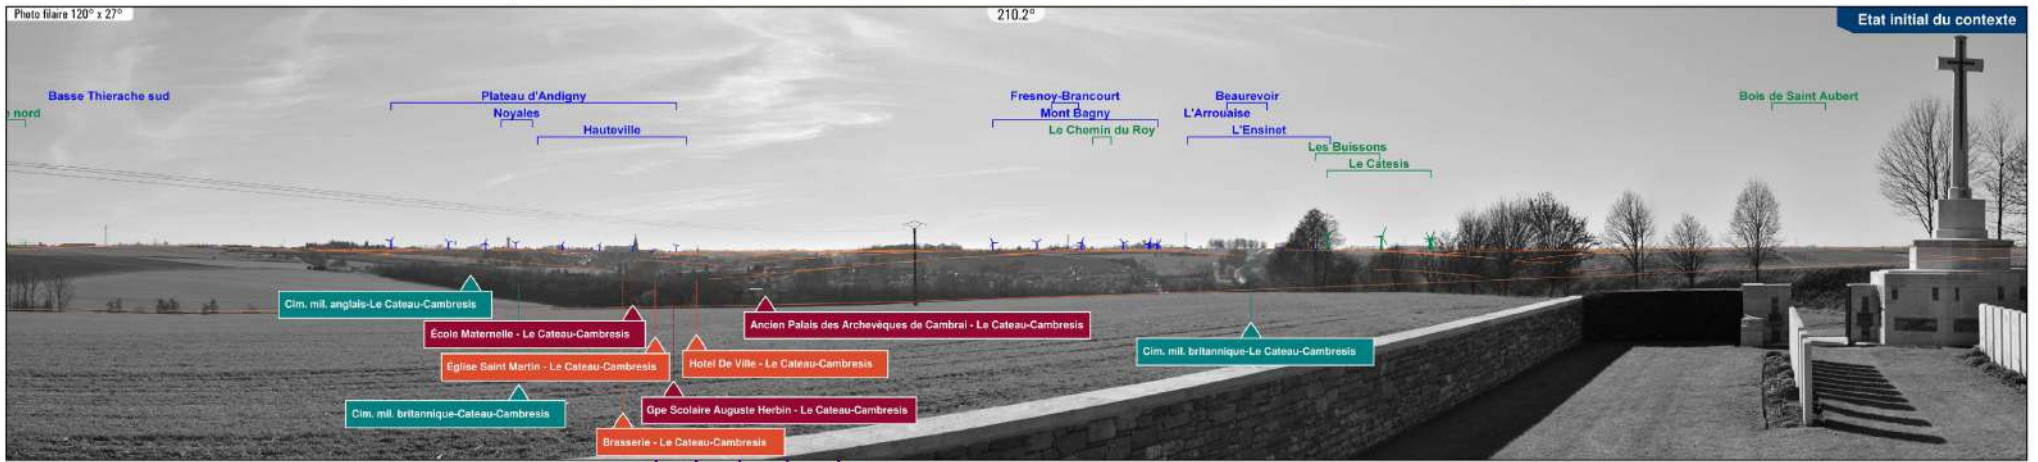 Photo filaire 120° x 27°
210.2°
Etat initial du contexte
Basse Thierache sud
Plateau d'Andigny
Fresnoy-Brancourt
Beaurevoir
Bois de Saint Aubert
nord
Noyales
Mont Bagny
L'Arrouaise
Hauteville
Le Chemin du Roy
L'Ensinet
Les Buissons
Le Catesis
Cim. mil. anglais-Le Cateau-Cambresis
École Maternelle - Le Cateau-Cambresis
Ancien Palais des Archevèques de Cambrai - Le Cateau-Cambresis
Cim. mil. britannique-Le Cateau-Cambresis
Église Saint Martin - Le Cateau-Cambresis
Hotel De Ville - Le Cateau-Cambresis
Cim. mil. britannique-Cateau-Cambresis
Gpe Scolaire Auguste Herbin - Le Cateau-Cambresis
Brasserie - Le Cateau-Cambresis